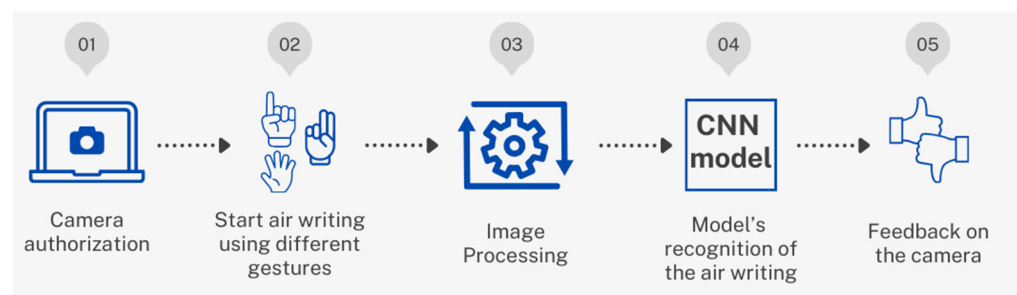 01
02
03
04
05
CNN
model
Camera
authorization
Start air writing
using different
gestures
Image
Processing
Model's
recognition of
the air writing
Feedback on
the camera